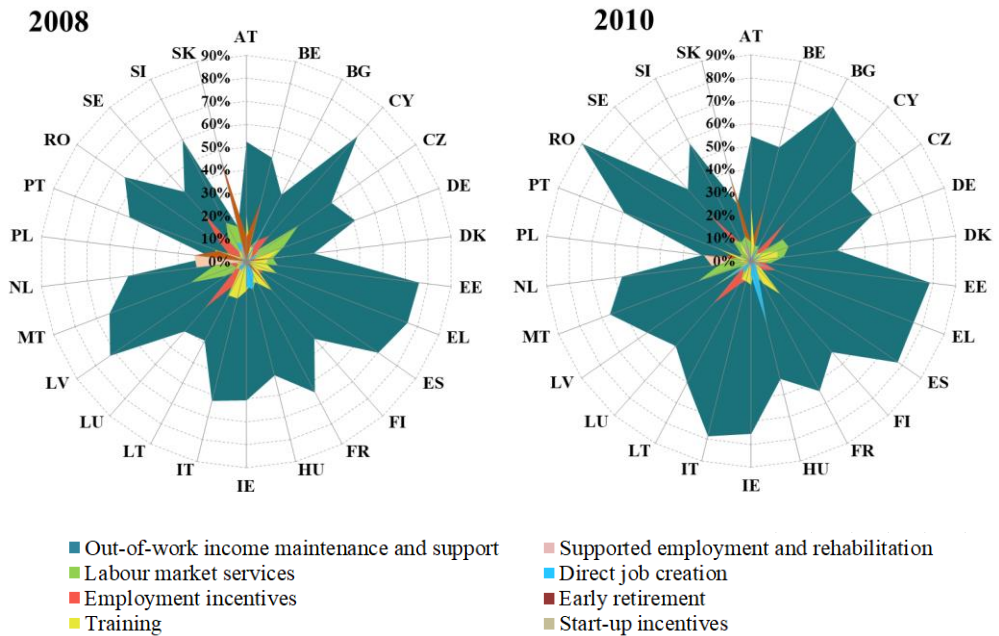 2008
AT
BE
BG
CY
CZ
DE
DK
EE
EL
ES
FI
FR
HU
IE
IT
LT
LU
LV
MT
NL
PL
PT
RO
SE
SI
SK
90%
80%
70%
60%
50%
40%
30%
20%
10%
0%
2010
AT
BE
BG
CY
CZ
DE
DK
EE
EL
ES
FI
FR
HU
IE
IT
LT
LU
LV
MT
NL
PL
PT
RO
SE
SI
SK
90%
80%
70%
60%
50%
40%
30%
20%
10%
0%
Out-of-work income maintenance and support
Labour market services
Employment incentives
Training
Supported employment and rehabilitation
Direct job creation
Early retirement
Start-up incentives